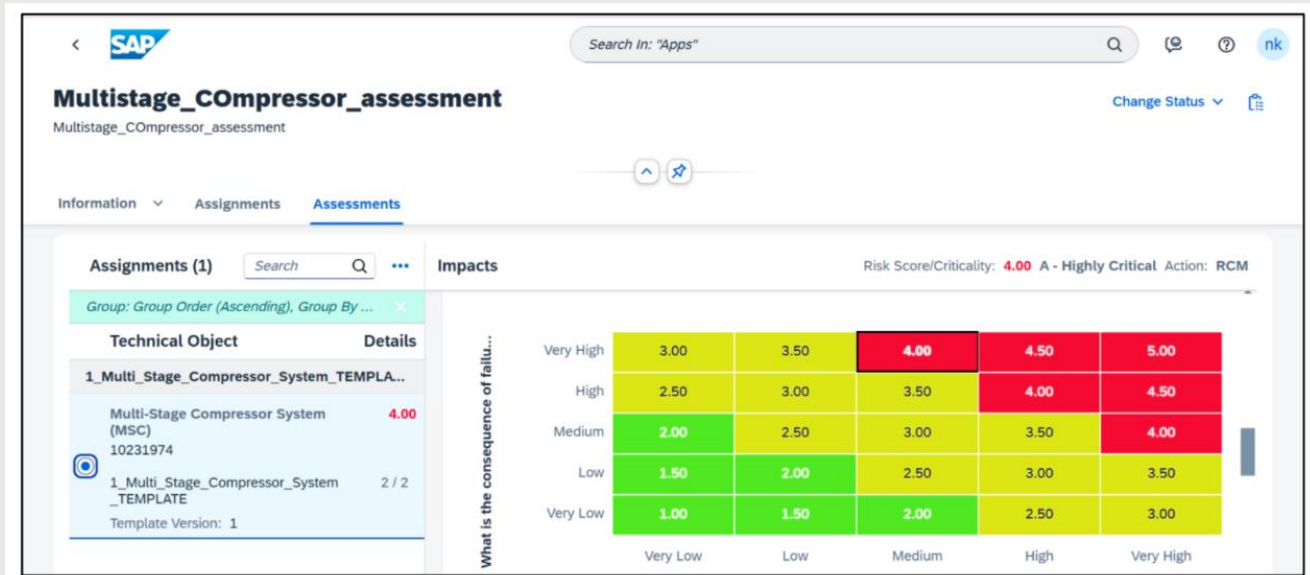 SAP
Search In: "Apps"
nk
Multistage_COmpressor_assessment
Change Status
Multistage_COmpressor_assessment
Information
Assignments
Assessments
Assignments (1)
Search
Impacts
Risk Score/Criticality: 4.00 A - Highly Critical Action: RCM
Group: Group Order (Ascending), Group By ...
Technical Object Details
1_Multi_Stage_Compressor_System_TEMPLA...
Multi-Stage Compressor System 4.00
(MSC)
10231974
1_Multi_Stage_Compressor_System 2 / 2
_TEMPLATE
Template Version: 1
What is the consequence of failu...
Very High 3.00 3.50 4.00 4.50 5.00
High 2.50 3.00 3.50 4.00 4.50
Medium 2.00 2.50 3.00 3.50 4.00
Low 1.50 2.00 2.50 3.00 3.50
Very Low 1.00 1.50 2.00 2.50 3.00
Very Low Low Medium High Very High